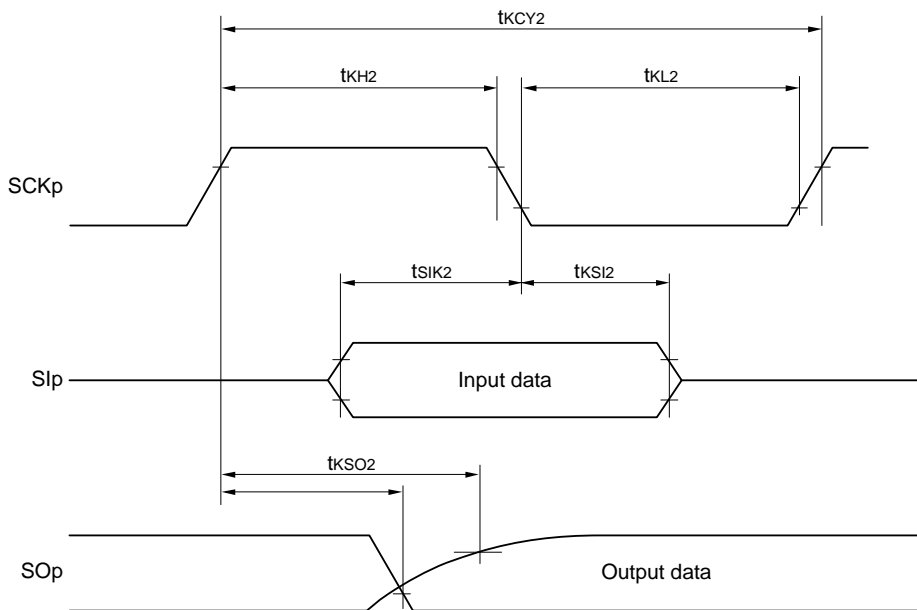 tKCY2
tKH2
tKL2
SCKp
tSIK2
tKSI2
SIp
Input data
tKSO2
SOp
Output data